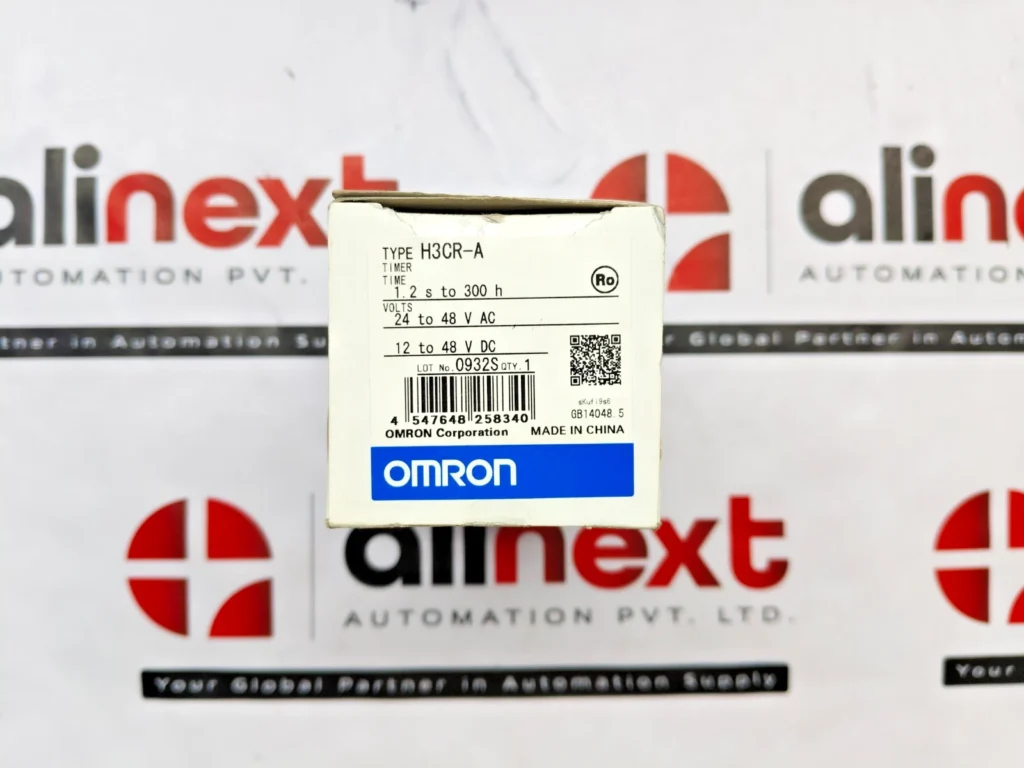 alinext
AUTOMATION PVT.
tner in Automation Su
alin
AUTOMATION
Global Partner in Autom
TYPE H3CR-A
TIMER
TIME
1.2 s to 300 h
Ro
VOLTS
24 to 48 V AC
12 to 48 V DC
LOT No. 0932S QTY. 1
4 547648 258340
GB14048.5
OMRON Corporation MADE IN CHINA
OMRON
alinext
AUTOMATION PVT. LTD.
Your Global Partner in Automation Supply
Your